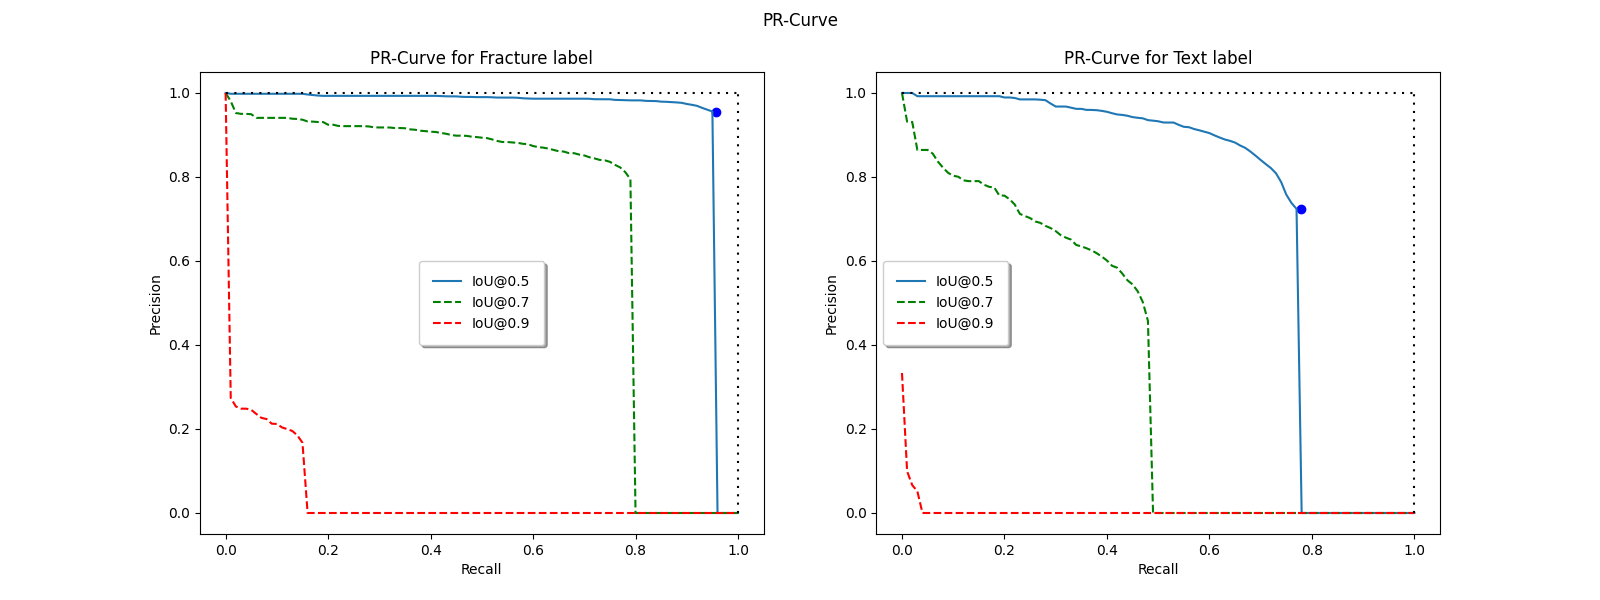 PR-Curve
PR-Curve for Fracture label
1.0
0.8
0.6
0.4
0.2
0.0
Precision
IoU@0.5
IoU@0.7
IoU@0.9
0.0 0.2 0.4 0.6 0.8 1.0
Recall
PR-Curve for Text label
1.0
0.8
0.6
0.4
0.2
0.0
Precision
IoU@0.5
IoU@0.7
IoU@0.9
0.0 0.2 0.4 0.6 0.8 1.0
Recall